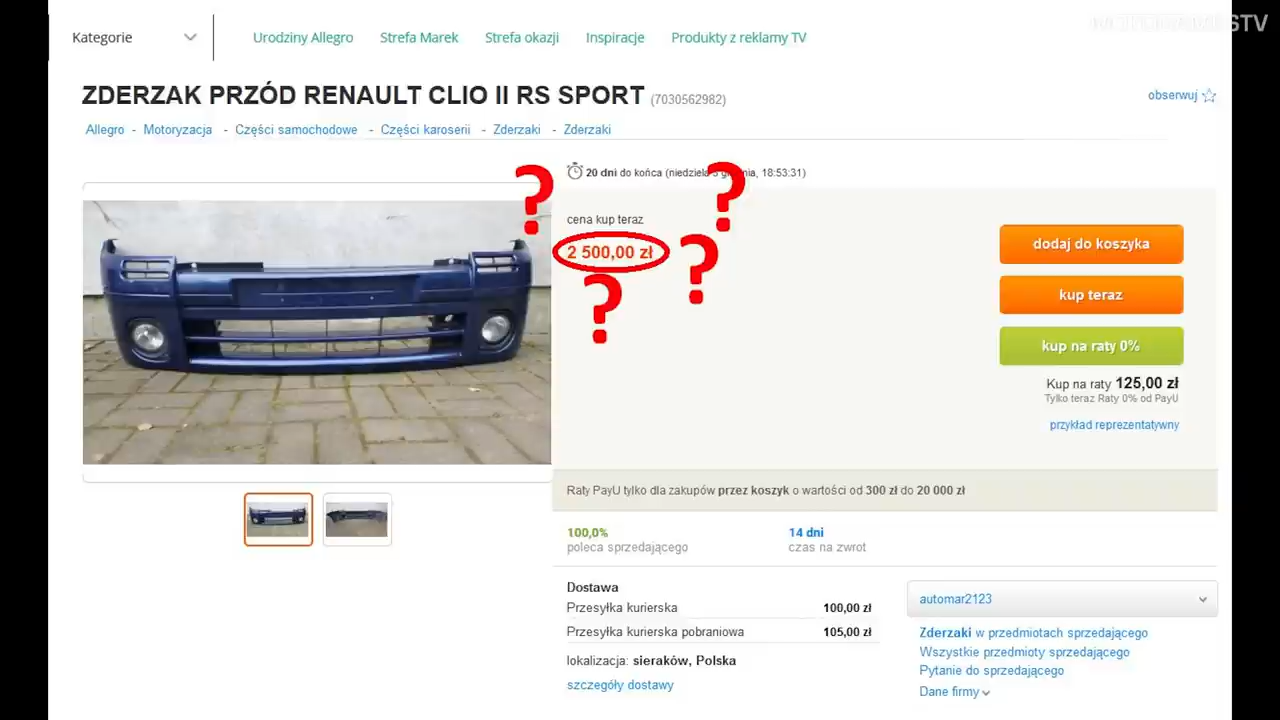 STV
Kategorie
Urodziny Allegro
Strefa Marek
Strefa okazji
Inspiracje
Produkty z reklamy TV
ZDERZAK PRZÓD RENAULT CLIO II RS SPORT (7030562982)
obserwuj
Allegro - Motoryzacja - Części samochodowe - Części karoserii - Zderzaki - Zderzaki
20 dni do końca (niedziela 3 , 18:53:31)
? ?
cena kup teraz
2 500,00 zł
?
?
dodaj do koszyka
kup teraz
kup na raty 0%
Kup na raty 125,00 zł
Tylko teraz Raty 0% od PayU
przykład reprezentatywny
Raty PayU tylko dla zakupów przez koszyk o wartości od 300 zł do 20 000 zł
100,0%
poleca sprzedającego
14 dni
czas na zwrot
Dostawa
Przesyłka kurierska 100,00 zł
Przesyłka kurierska pobraniowa 105,00 zł
lokalizacja: sieraków, Polska
szczegóły dostawy
automar2123
Zderzaki w przedmiotach sprzedającego
Wszystkie przedmioty sprzedającego
Pytanie do sprzedającego
Dane firmy